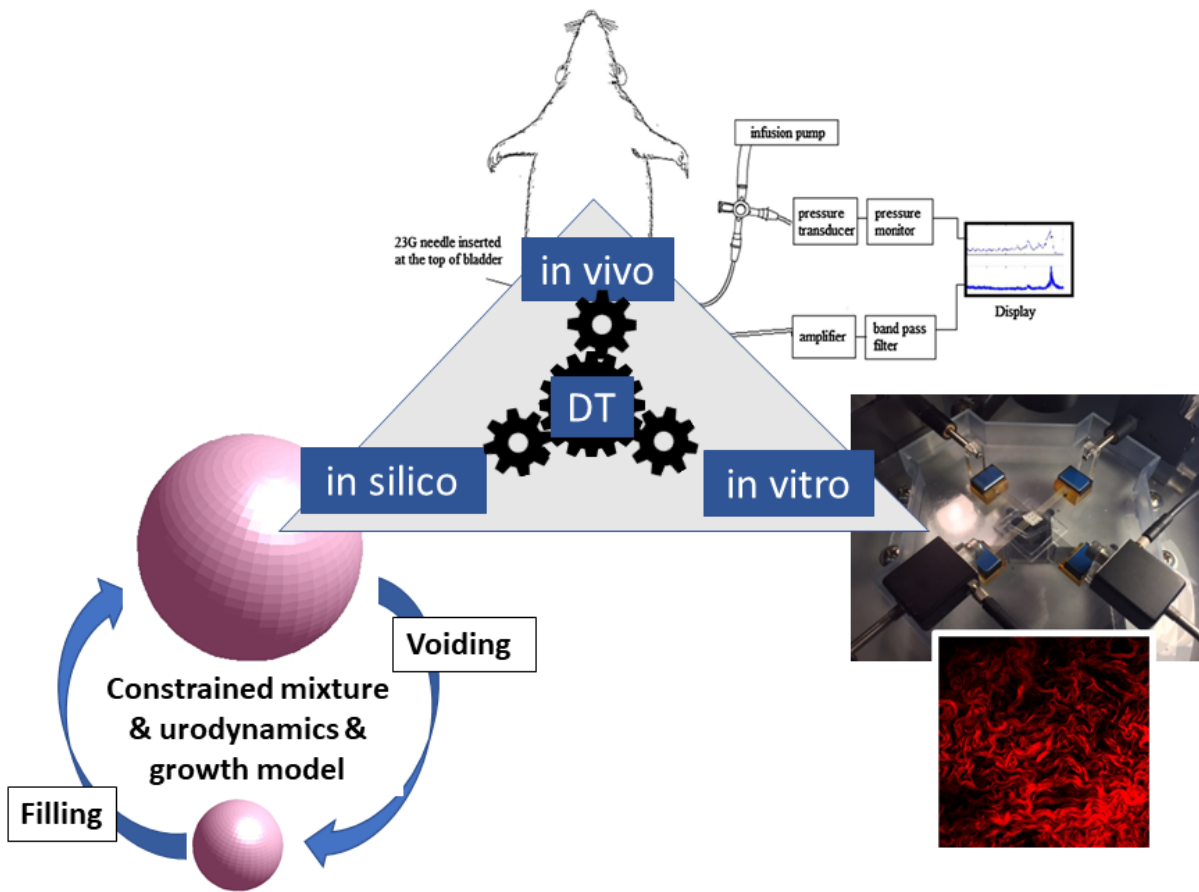 infusion pump
pressure
transducer
pressure
monitor
23G needle inserted
at the top of bladder
in vivo
Display
amplifier
band pass
filter
DT
in silico
in vitro
Voiding
Constrained mixture
& urodynamics &
growth model
Filling